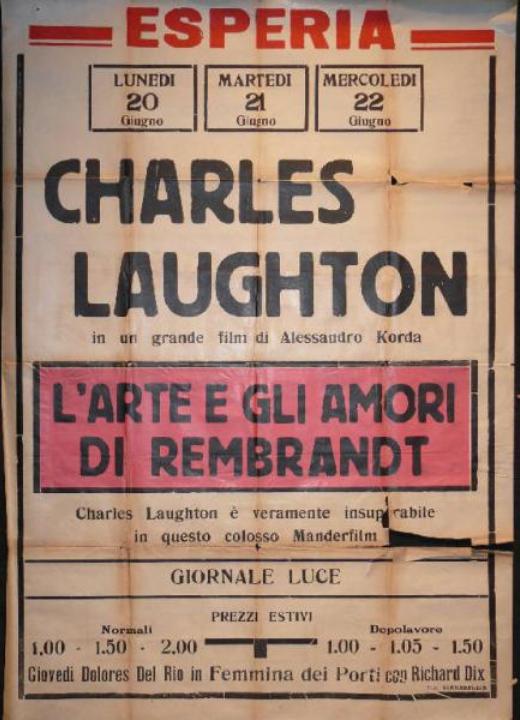 ESPERIA
LUNEDI MARTEDI MERCOLEDI
20 21 22
Giugno Giugno Giugno
CHARLES
LAUGHTON
in un grande film di Alessandro Korda
L'ARTE E GLI AMORI
DI REMBRANDT
Charles Laughton è veramente insuperabile
in questo colosso Manderfilm
GIORNALE LUCE
PREZZI ESTIVI
Normali Dopolavoro
1.00 - 1.50 - 2.00 1.00 - 1.05 - 1.50
Giovedi Dolores Del Rio in Femmina dei Porti con Richard Dix